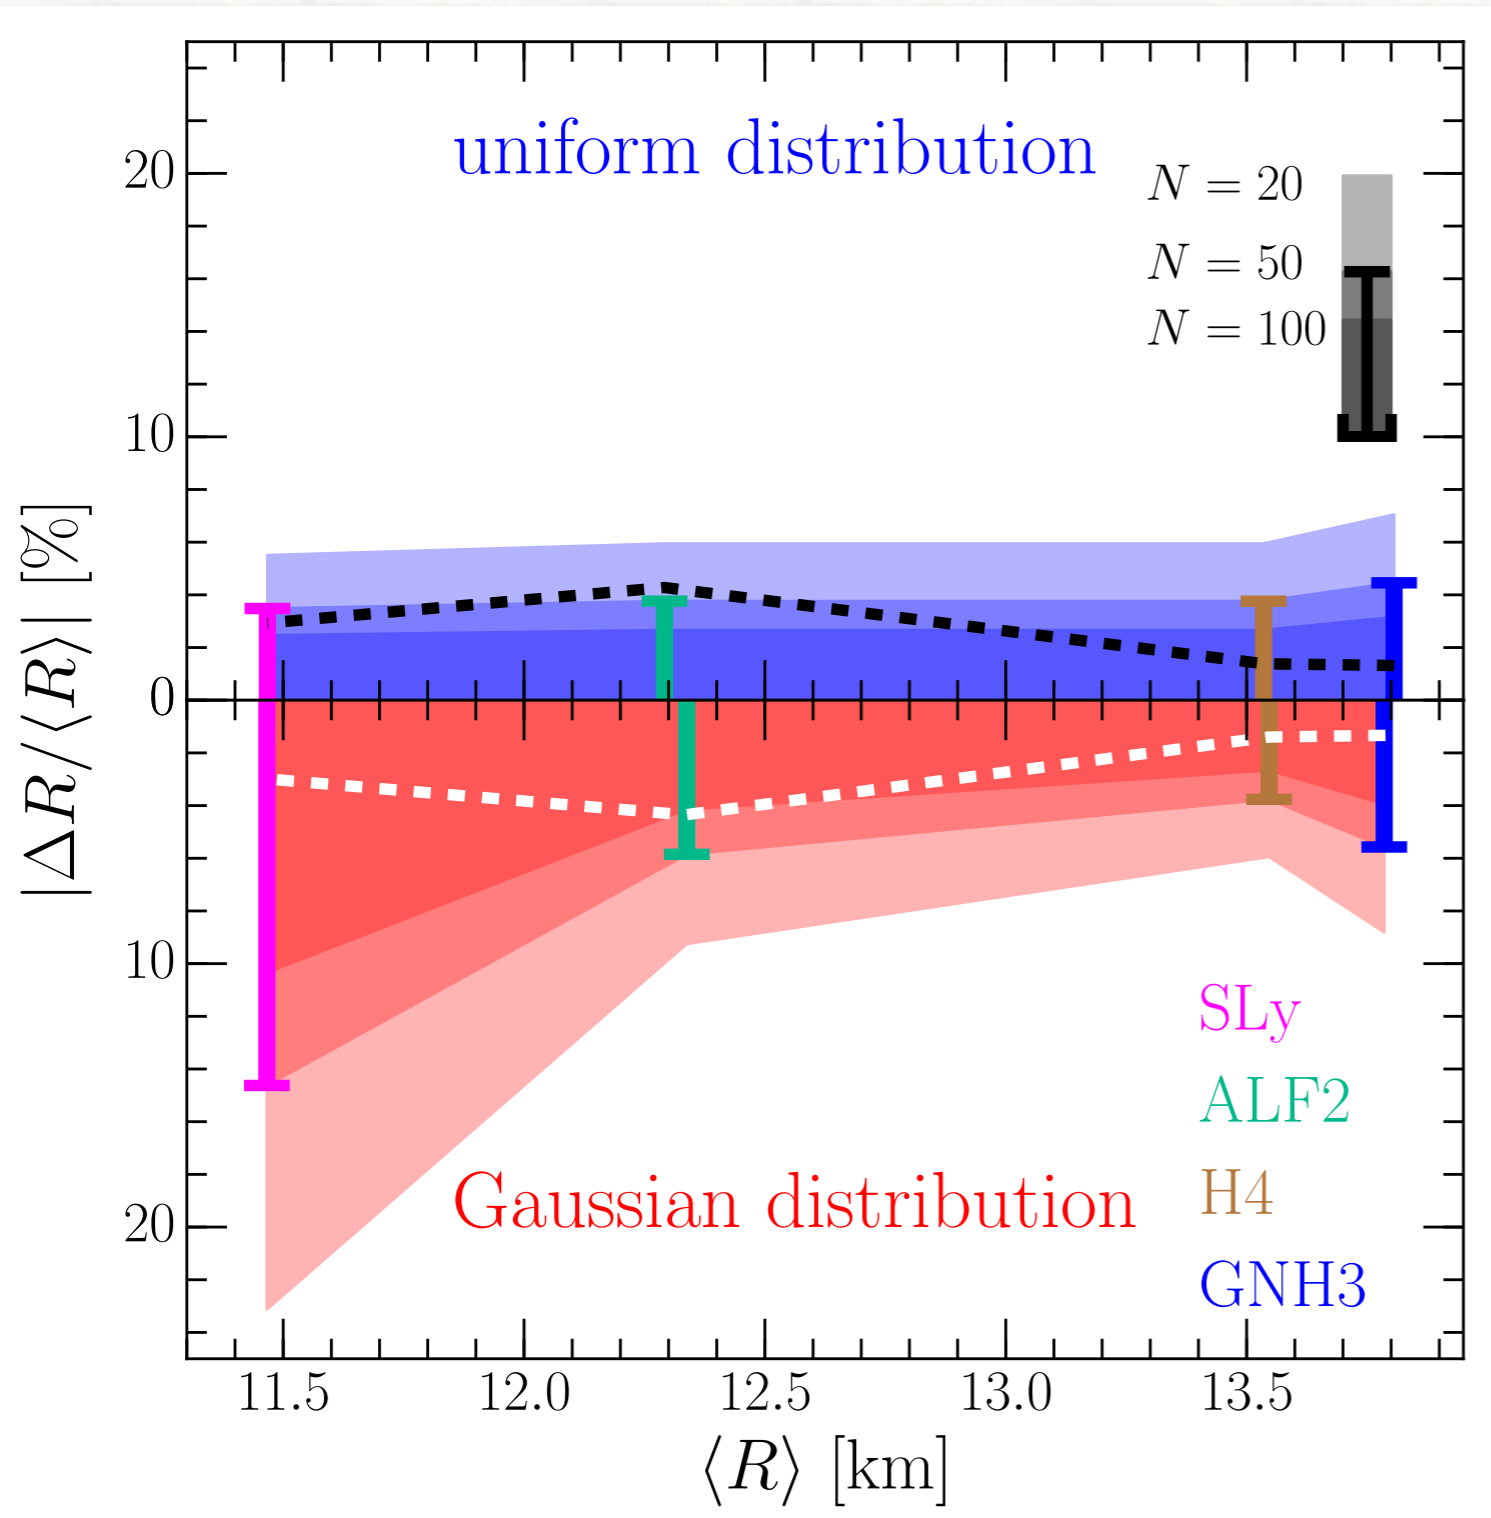 uniform distribution
N = 20
N = 50
N = 100
20
10
0
10
20
|ΔR/⟨R⟩| [%]
SLy
ALF2
H4
GNH3
Gaussian distribution
11.5 12.0 12.5 13.0 13.5
⟨R⟩ [km]